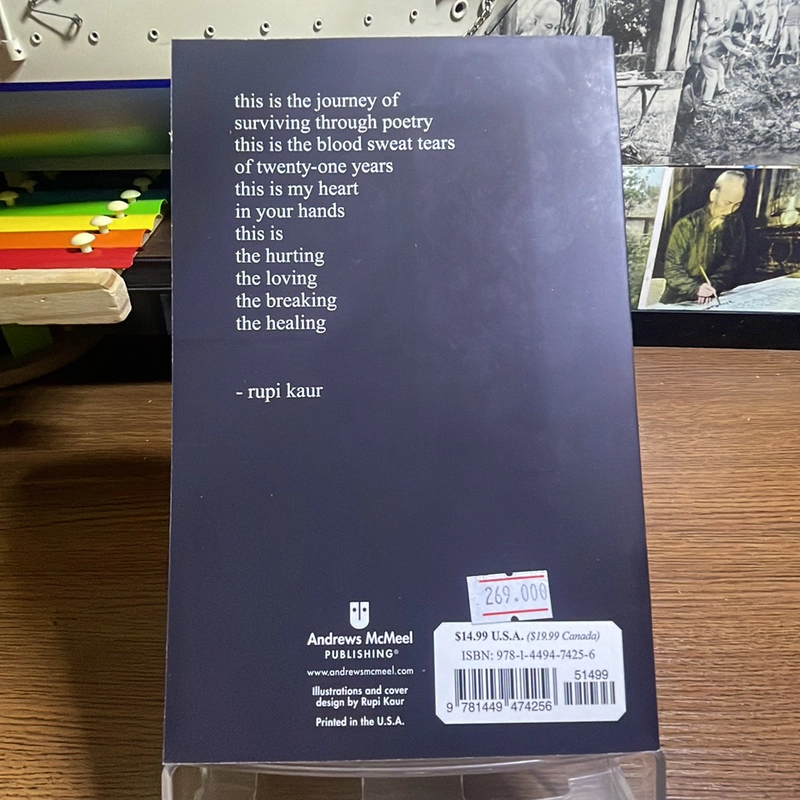 this is the journey of
surviving through poetry
this is the blood sweat tears
of twenty-one years
this is my heart
in your hands
this is
the hurting
the loving
the breaking
the healing
- rupi kaur
269.000
Andrews McMeel
PUBLISHING®
www.andrewsmcmeel.com
Illustrations and cover
design by Rupi Kaur
Printed in the U.S.A.
$14.99 U.S.A. ($19.99 Canada)
ISBN: 978-1-4494-7425-6
51499
9 781449 474256